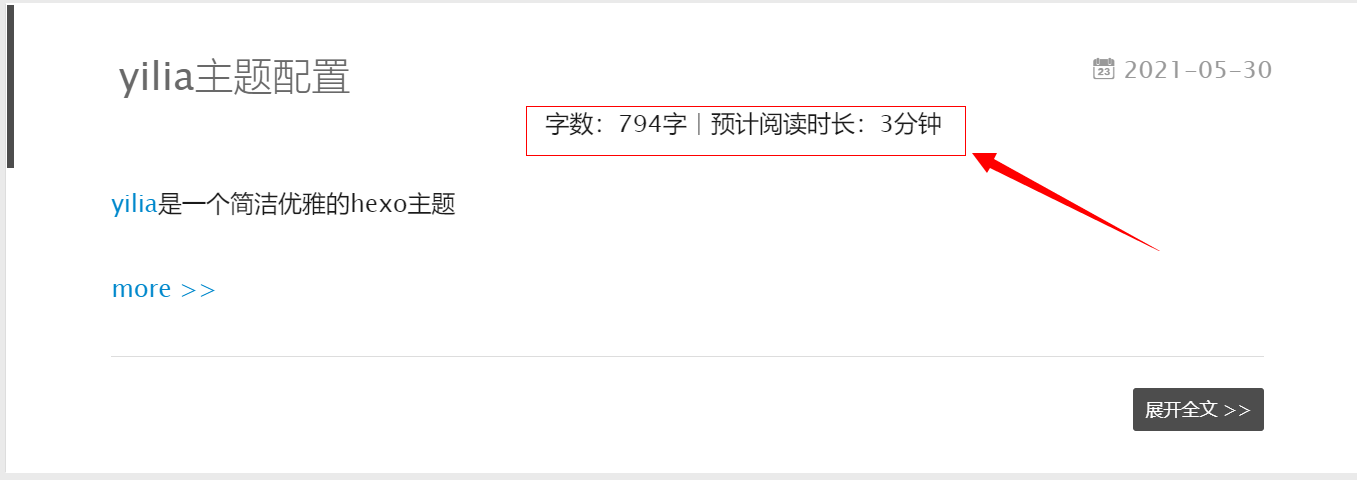 yilia主题配置
23 2021-05-30
字数：794字 | 预计阅读时长：3分钟
yilia是一个简洁优雅的hexo主题
more >>
展开全文 >>